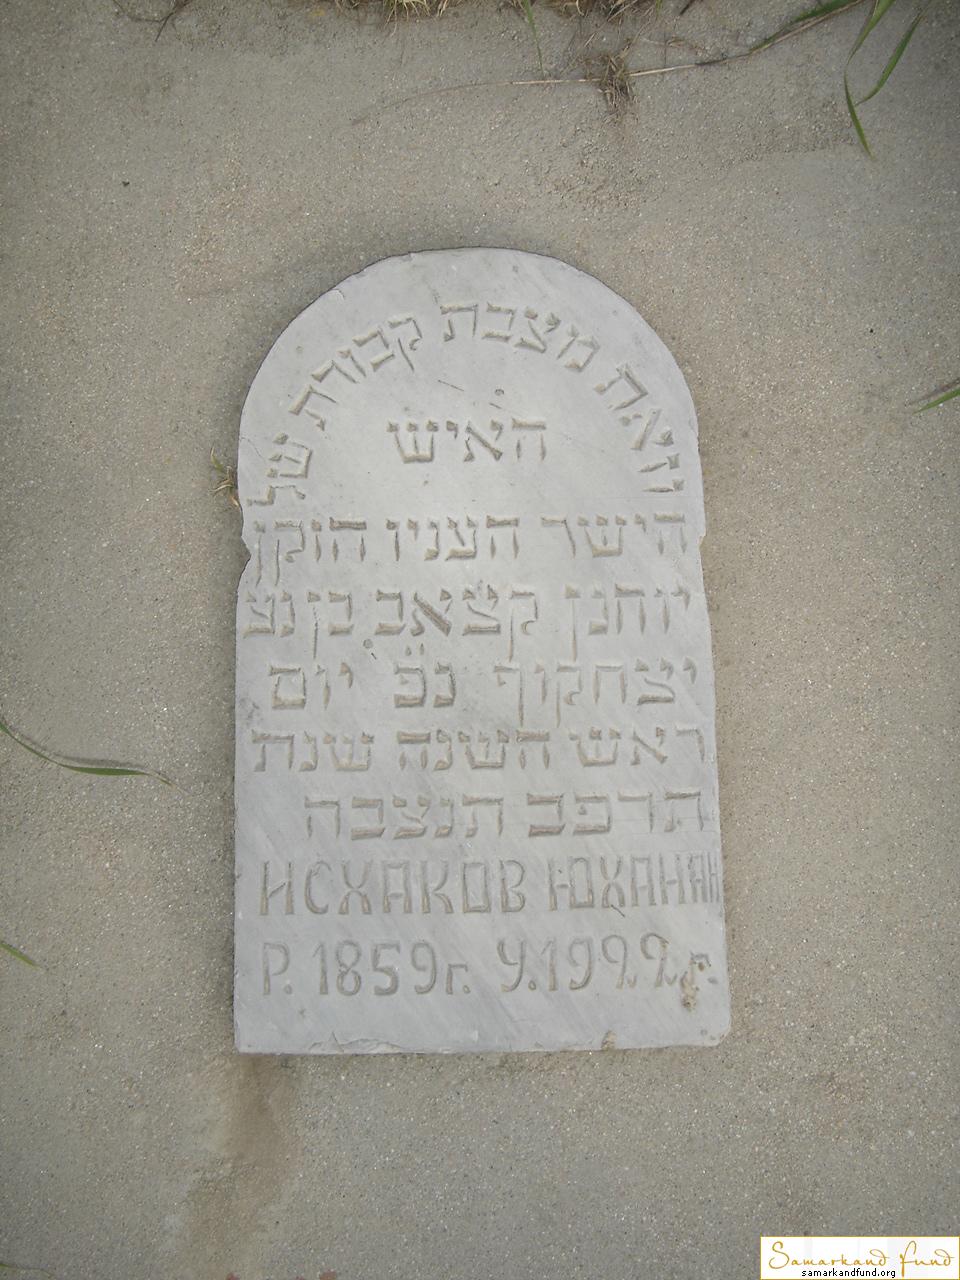 וזאת מצבת קבורת של
האיש
הישר העניו הזקן
יוחנן קצאב בן נע
יצחקוף נפ יום
ראש השנה שנת
תרפב תנצבה
ИСХАКОВ ЮХАНАН
Р. 1859г. У.1922г.
Samarkand fund
samarkandfund.org